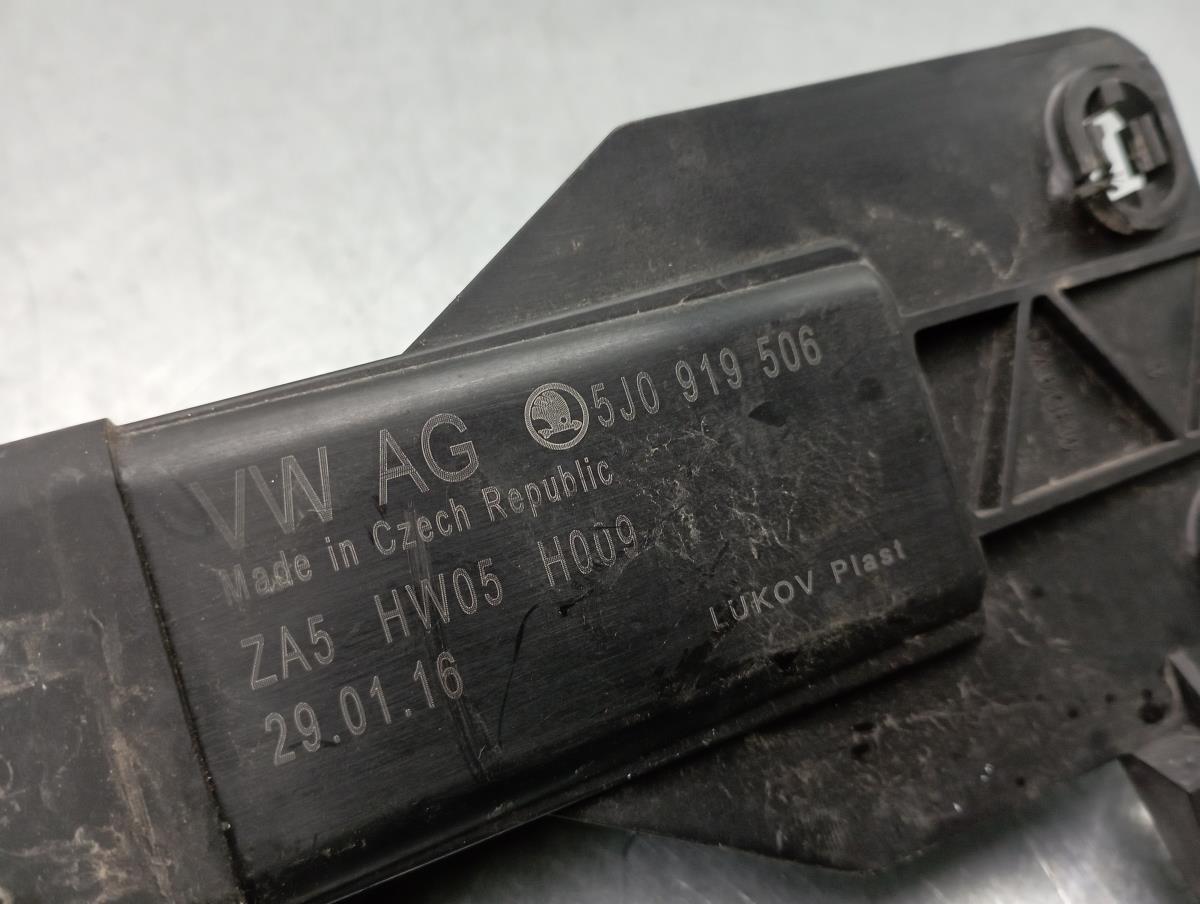 VW AG 5J0 919 506
Made in Czech Republic
ZA5 HW05 H009
29.01.16
LUKOV Plast